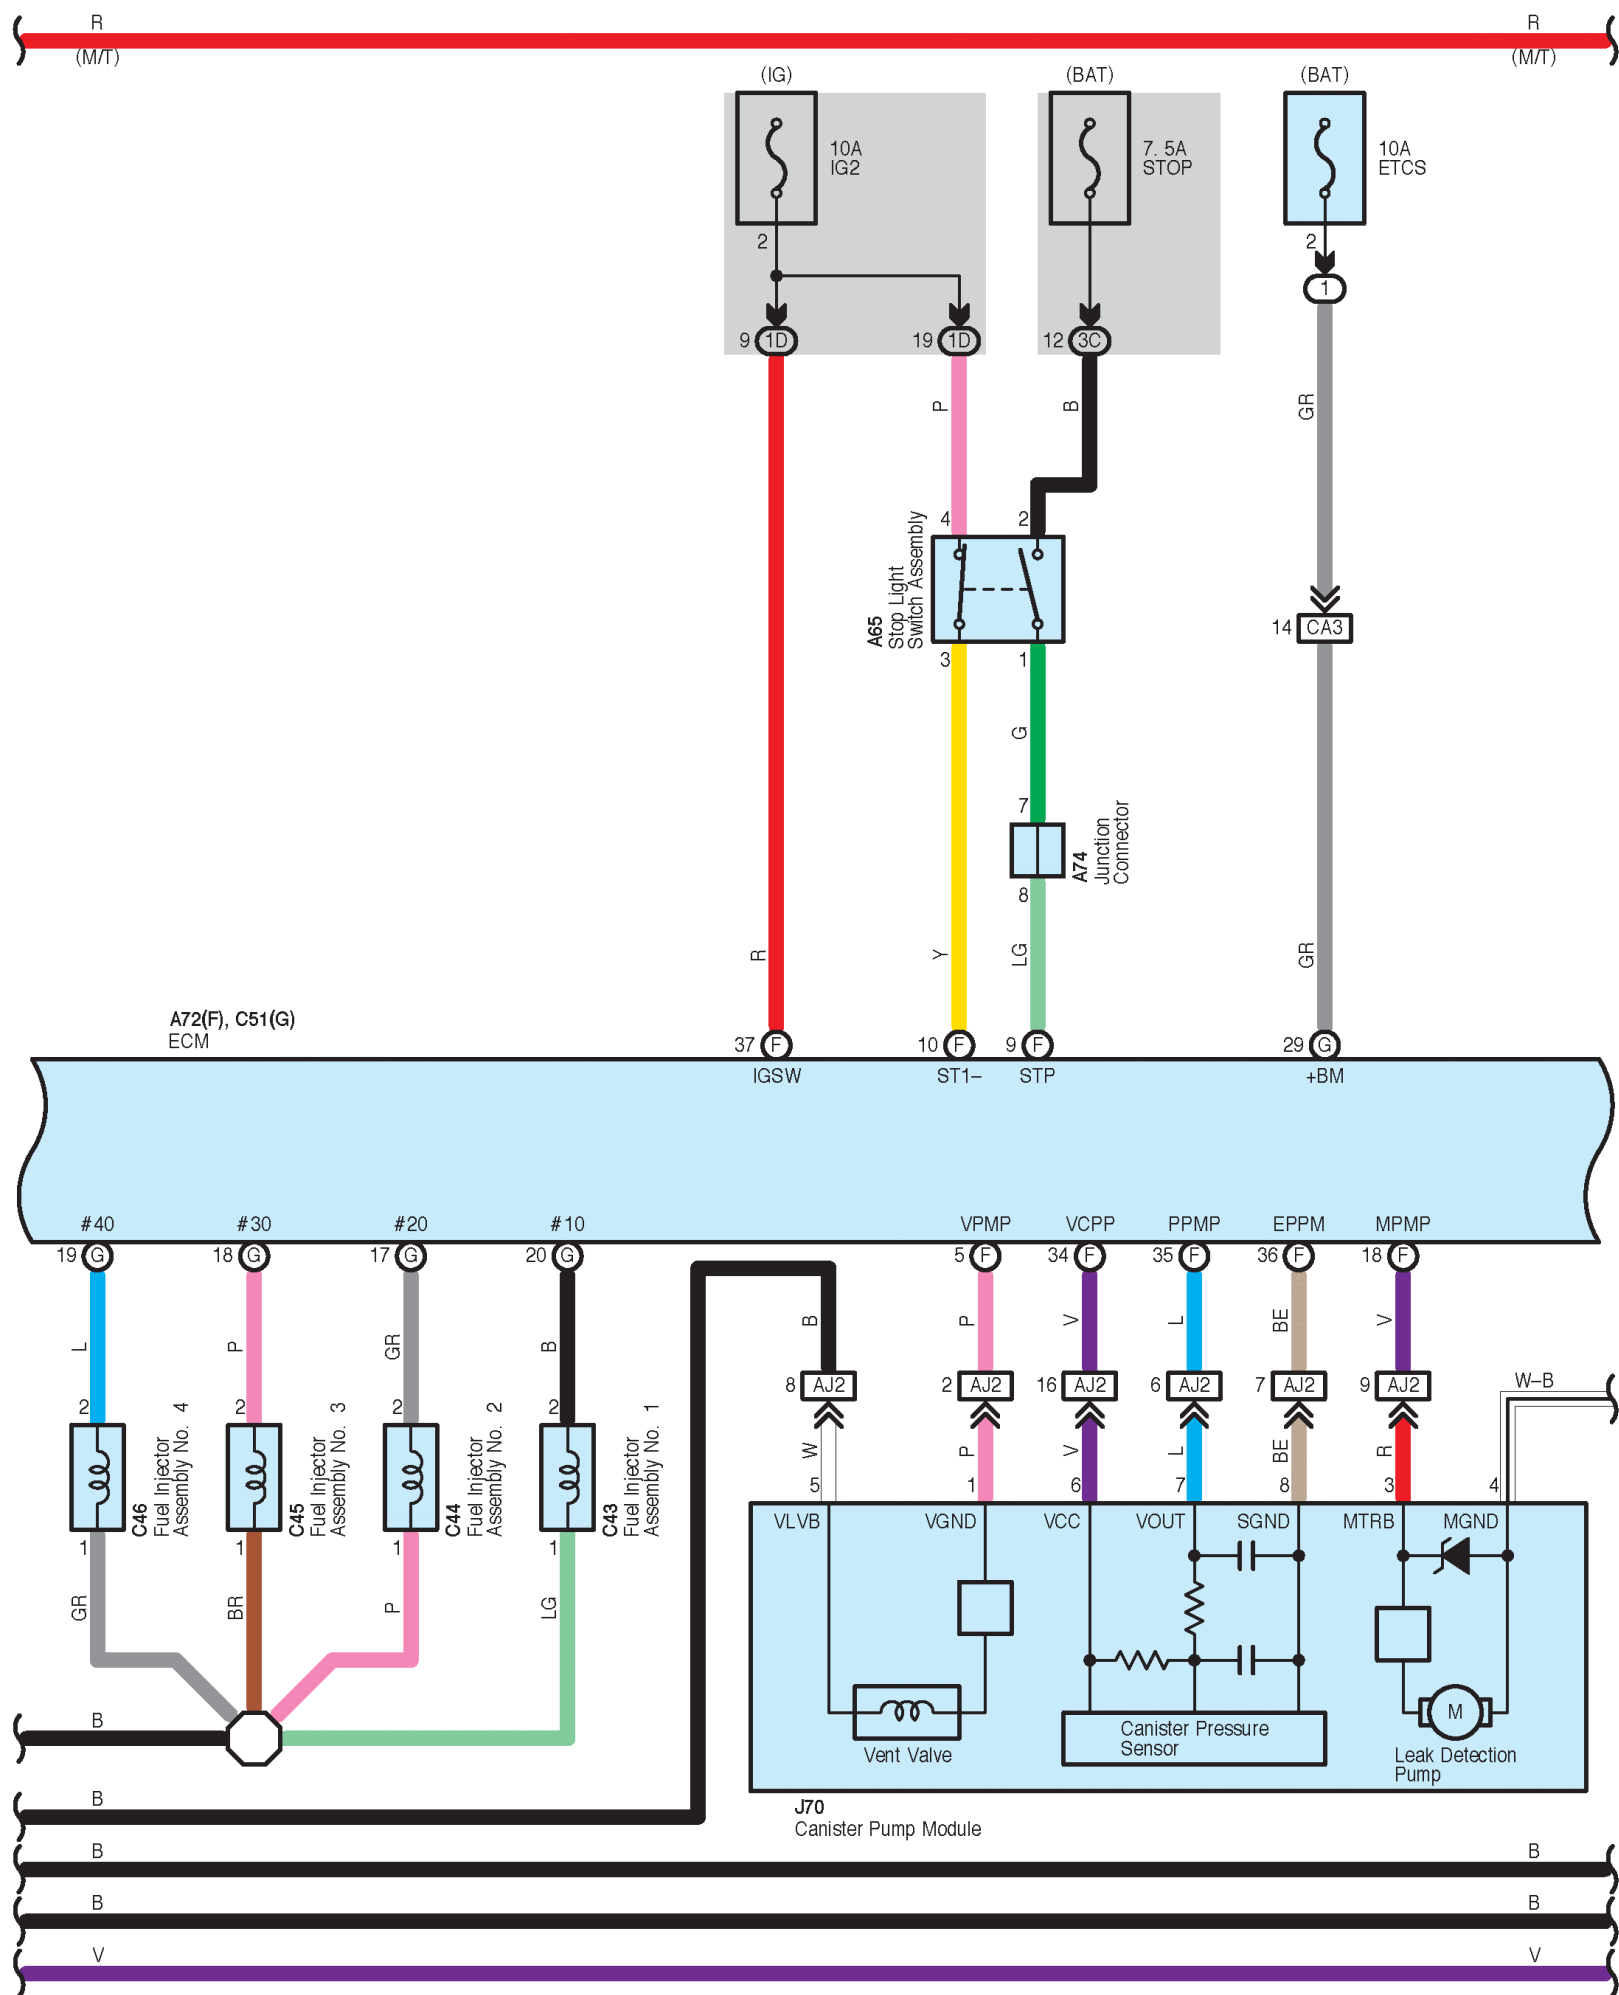 R
R
(M/T)
(M/T)
(IG)
(BAT)
(BAT)
10A
IG2
7. 5A
STOP
10A
ETCS
2
2
1
9 1D
19 1D
12 3C
P
B
GR
4
2
A65
Stop Light
Switch Assembly
14 CA3
3
1
G
7
A74
Junction
Connector
8
R
Y
LG
GR
A72(F), C51(G)
ECM
37 F
10 F
9 F
29 G
IGSW
ST1–
STP
+BM
#40
#30
#20
#10
VPMP
VCPP
PPMP
EPPM
MPMP
19 G
18 G
17 G
20 G
5 F
34 F
35 F
36 F
18 F
L
P
GR
B
B
P
V
L
BE
V
8 AJ2
2 AJ2
16 AJ2
6 AJ2
7 AJ2
9 AJ2
W–B
2
2
2
2
W
P
V
L
BE
R
5
1
6
7
8
3
4
C46
Fuel Injector
Assembly No. 4
C45
Fuel Injector
Assembly No. 3
C44
Fuel Injector
Assembly No. 2
C43
Fuel Injector
Assembly No. 1
VLVB
VGND
VCC
VOUT
SGND
MTRB
MGND
1
1
1
1
GR
BR
P
LG
M
B
Vent Valve
Canister Pressure
Sensor
Leak Detection
Pump
B
J70
Canister Pump Module
B
B
B
B
V
V